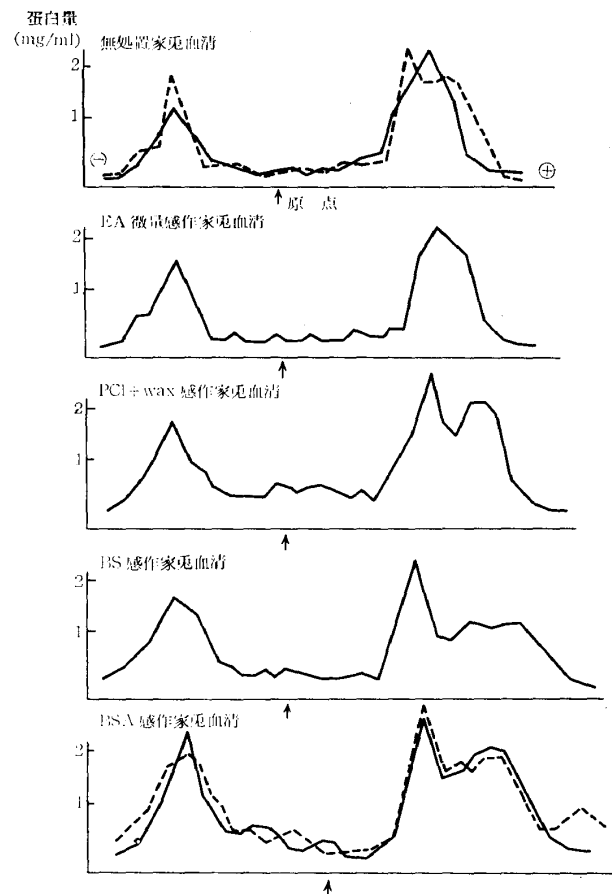 蛋白量
(mg/ml)
無処置家兎血清
2
1
(−)
⊕
↑原 点
EA 微量感作家兎血清
2
1
↑
PCl+wax 感作家兎血清
2
1
↑
BS 感作家兎血清
2
1
↑
BSA 感作家兎血清
2
1
↑